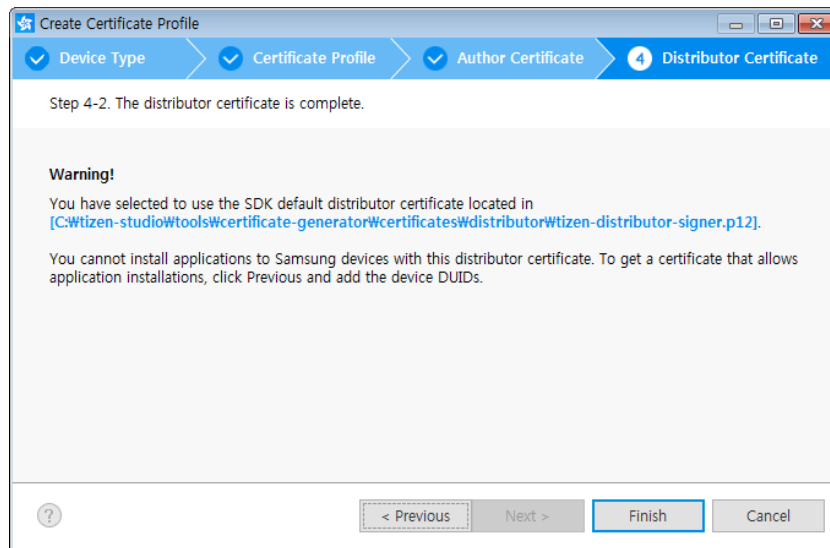 Create Certificate Profile
Device Type
Certificate Profile
Author Certificate
4 Distributor Certificate
Step 4-2. The distributor certificate is complete.
Warning!
You have selected to use the SDK default distributor certificate located in
[C:₩tizen-studio₩tools₩certificate-generator₩certificates₩distributor₩tizen-distributor-signer.p12].
You cannot install applications to Samsung devices with this distributor certificate. To get a certificate that allows
application installations, click Previous and add the device DUIDs.
?
< Previous
Next >
Finish
Cancel